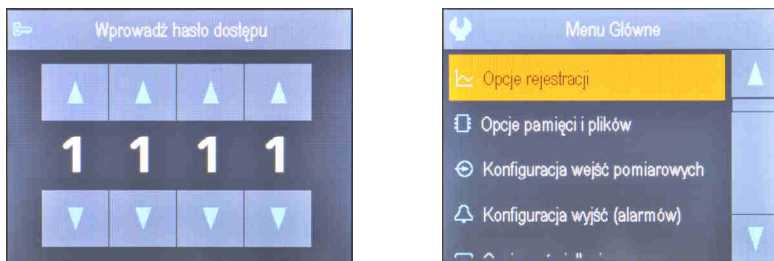 Wprowadź hasło dostępu
1 1 1 1
Menu Główne
Opcje rejestracji
Opcje pamięci i plików
Konfiguracja wejść pomiarowych
Konfiguracja wyjść (alarmów)